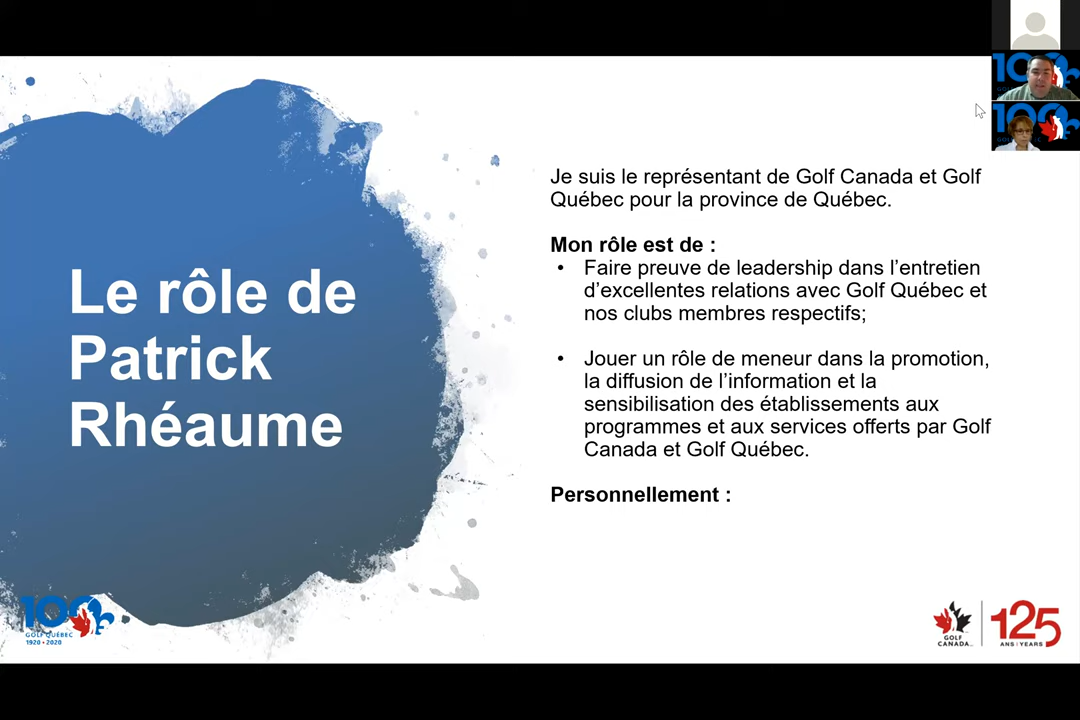 Le rôle de
Patrick
Rhéaume
Je suis le représentant de Golf Canada et Golf
Québec pour la province de Québec.
Mon rôle est de :
• Faire preuve de leadership dans l’entretien
d’excellentes relations avec Golf Québec et
nos clubs membres respectifs;
• Jouer un rôle de meneur dans la promotion,
la diffusion de l’information et la
sensibilisation des établissements aux
programmes et aux services offerts par Golf
Canada et Golf Québec.
Personnellement :
100
GOLF QUÉBEC
1920 • 2020
GOLF
CANADA
125
ANS | YEARS